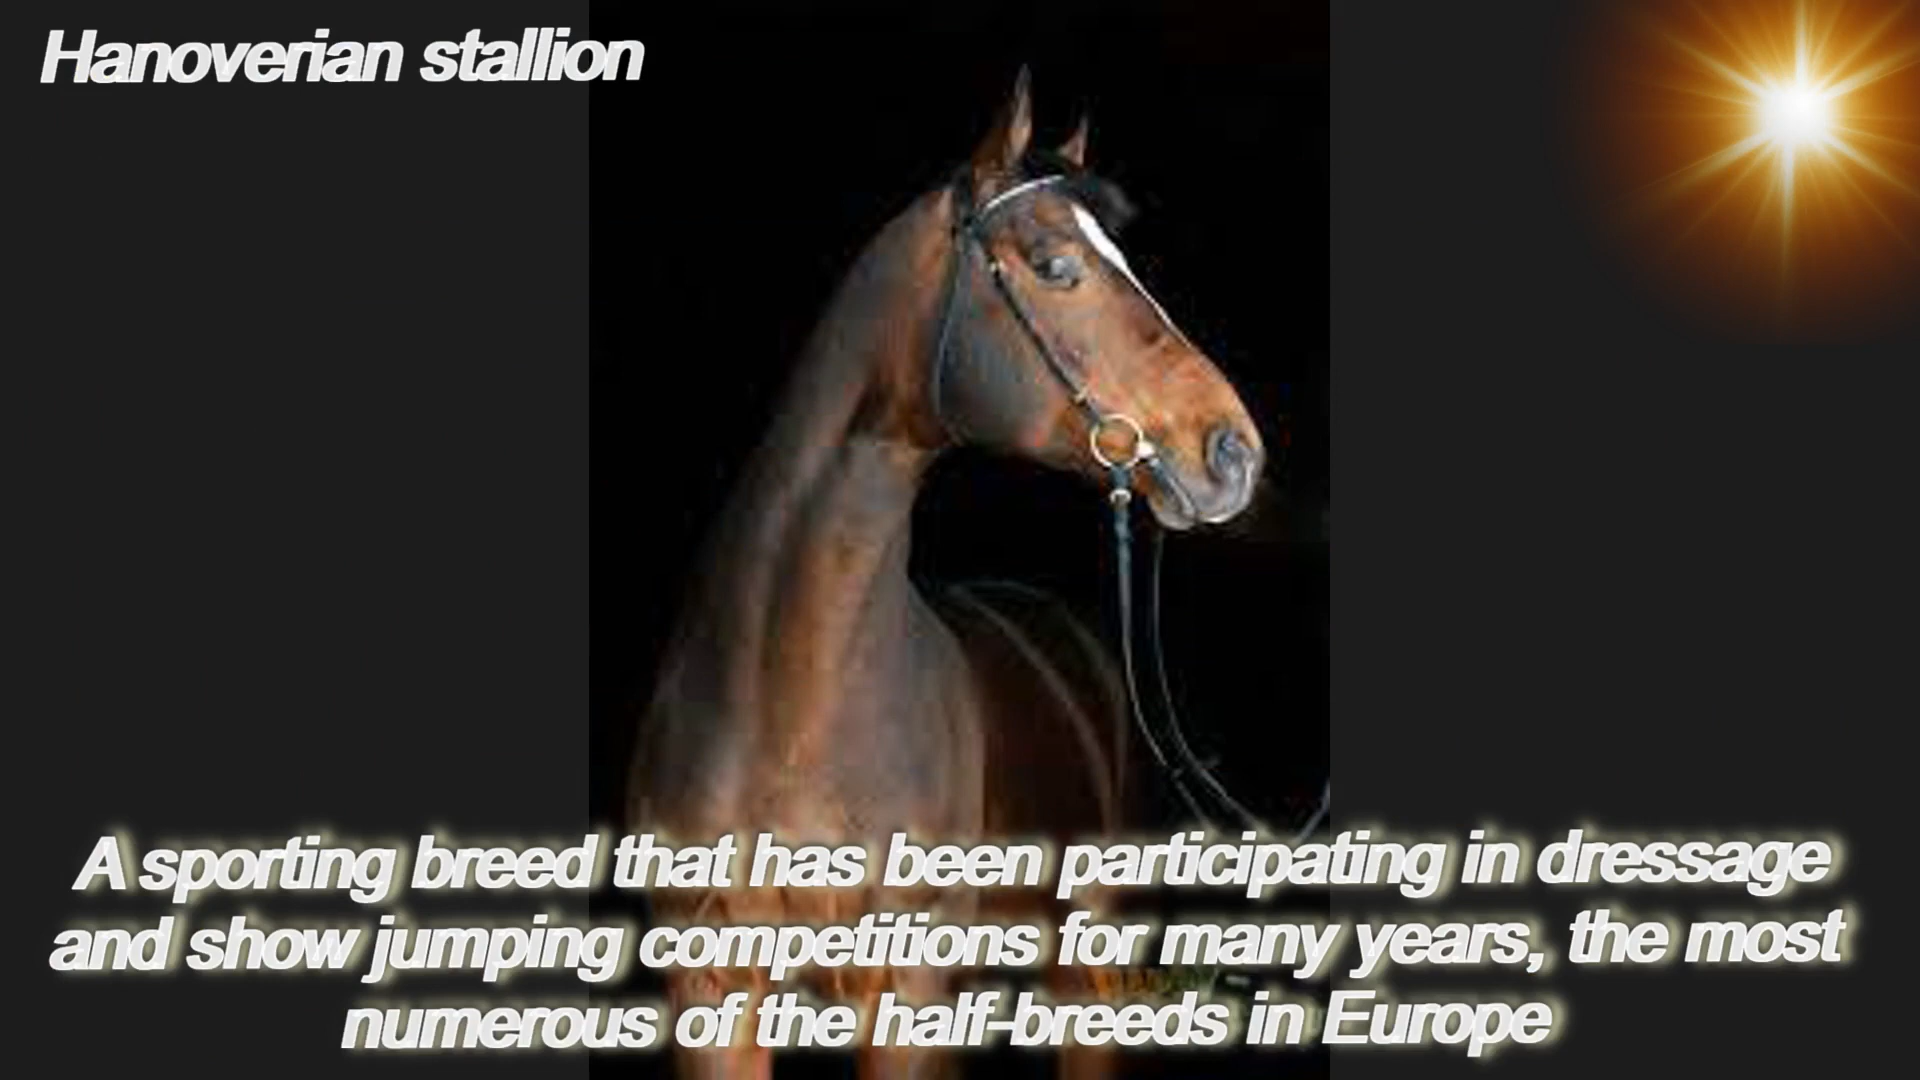 Hanoverian stallion
A sporting breed that has been participating in dressage
and show jumping competitions for many years, the most
numerous of the half-breeds in Europe